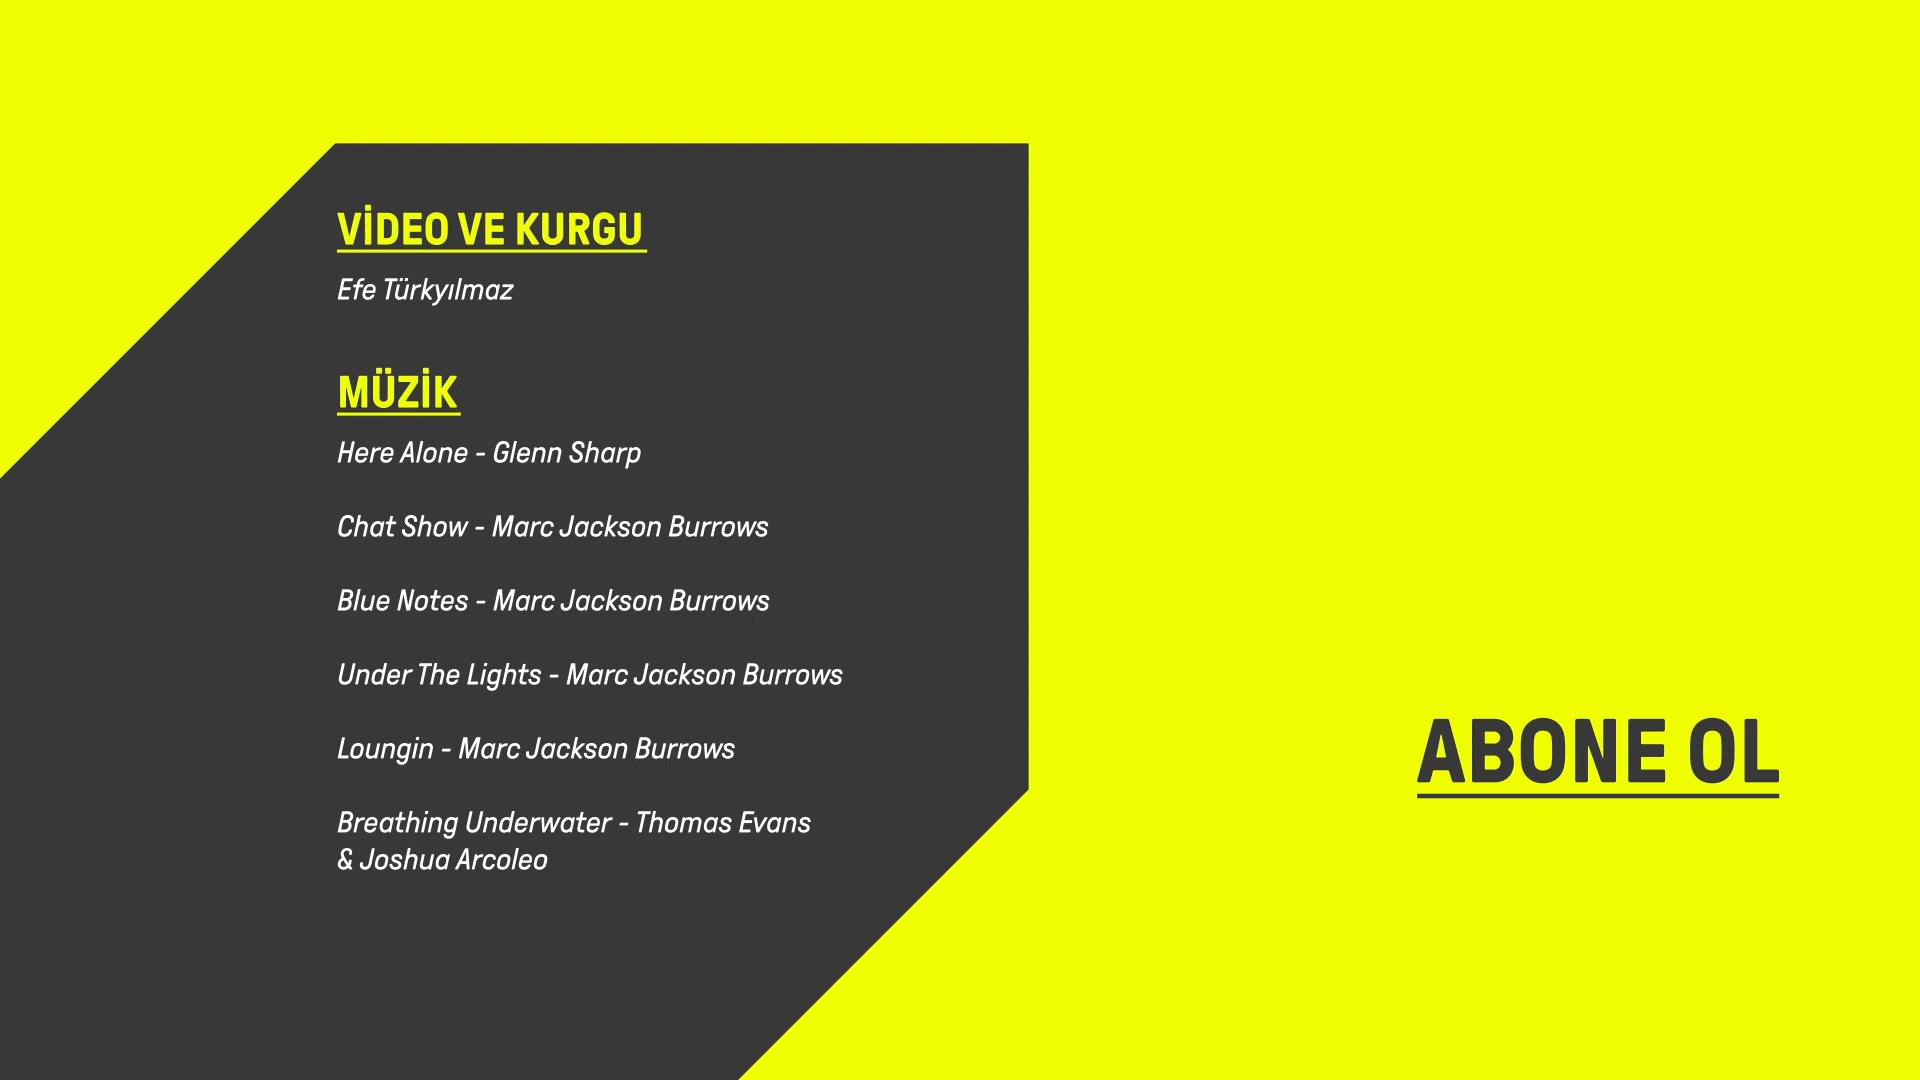 VİDEO VE KURGU
Efe Türkyılmaz
MÜZİK
Here Alone - Glenn Sharp
Chat Show - Marc Jackson Burrows
Blue Notes - Marc Jackson Burrows
Under The Lights - Marc Jackson Burrows
Loungin - Marc Jackson Burrows
Breathing Underwater - Thomas Evans
& Joshua Arcoleo
ABONE OL